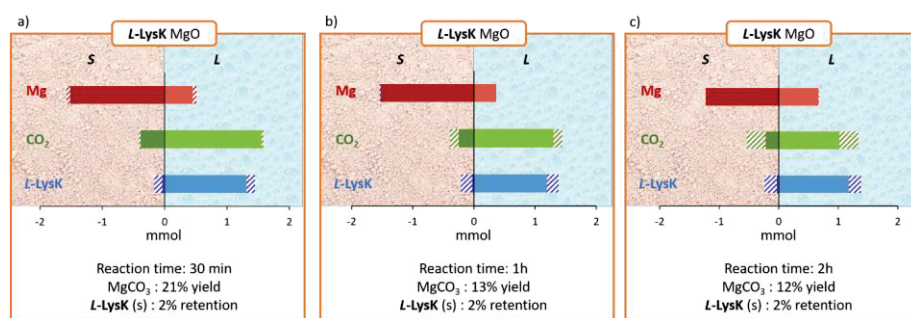 a)
L-LysK MgO
S L
Mg
CO₂
L-LysK
-2 -1 0 1 2
mmol
Reaction time: 30 min
MgCO₃ : 21% yield
L-LysK (s) : 2% retention
b)
L-LysK MgO
S L
-2 -1 0 1 2
Mg
CO₂
L-LysK
mmol
Reaction time: 1h
MgCO₃ : 13% yield
L-LysK (s) : 2% retention
c)
L-LysK MgO
S L
Mg
CO₂
L-LysK
-2 -1 0 1 2
mmol
Reaction time: 2h
MgCO₃ : 12% yield
L-LysK (s) : 2% retention